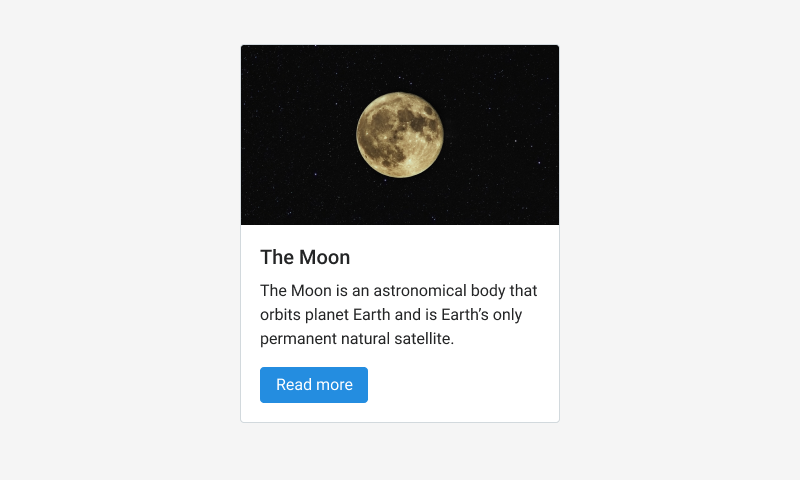 The Moon
The Moon is an astronomical body that
orbits planet Earth and is Earth’s only
permanent natural satellite.
Read more